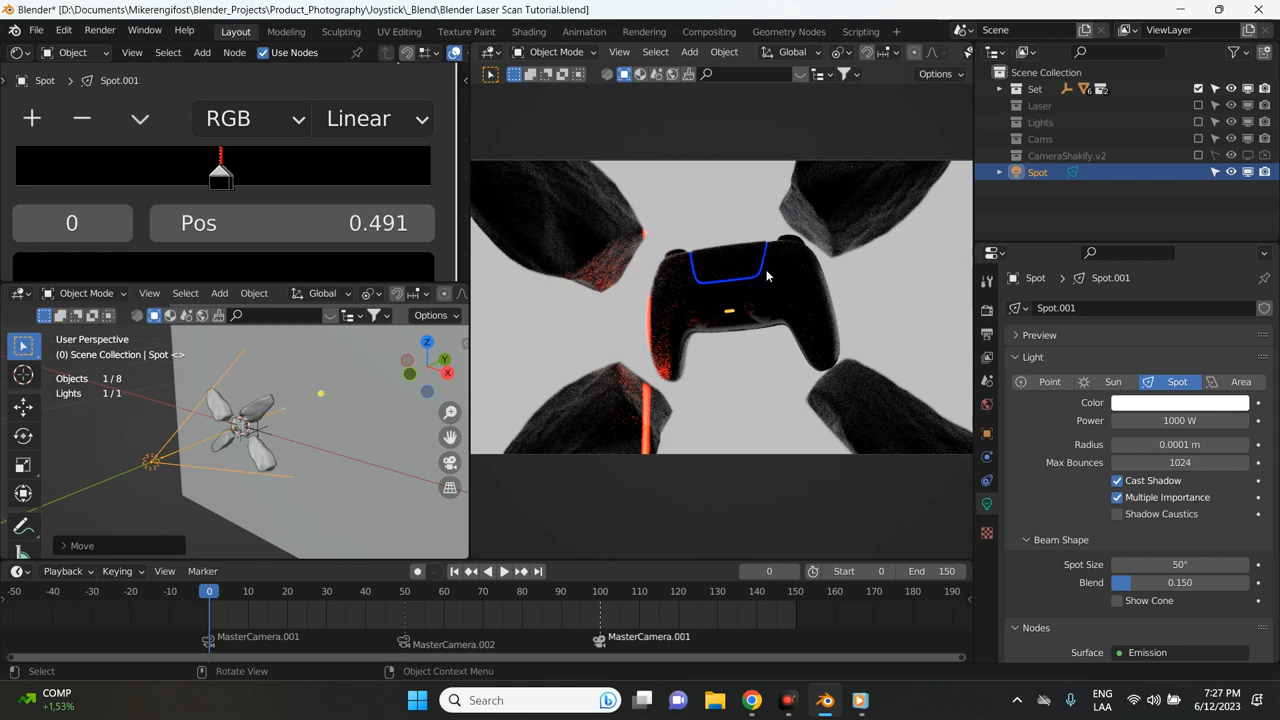 Blender* [D:\Documents\Mikerengifost\Blender_Projects\Product_Photography\Joystick\_Blend\Blender Laser Scan Tutorial.blend]
File Edit Render Window Help Layout Modeling Sculpting UV Editing Texture Paint Shading Animation Rendering Compositing Geometry Nodes Scripting Scene ViewLayer
Object View Select Add Node Use Nodes
Object Mode View Select Add Object Global
Options
Spot > Spot.001
RGB Linear
0 Pos 0.491
Object Mode View Select Add Object Global
Options
User Perspective
(0) Scene Collection | Spot <>
Objects 1/8
Lights 1/1
Z
Y
X
> Move
Scene Collection
Set 6 2
Laser
Lights
Cams
CameraShakify.v2
Spot
Spot > Spot.001
Spot.001
Preview
Light
Point Sun Spot Area
Color
Power 1000 W
Radius 0.0001 m
Max Bounces 1024
Cast Shadow
Multiple Importance
Shadow Caustics
Beam Shape
Spot Size 50°
Blend 0.150
Show Cone
Nodes
Surface Emission
Playback Keying View Marker 0 Start 0 End 150
-50 -40 -30 -20 -10 0 10 20 30 40 50 60 70 80 90 100 110 120 130 140 150 160 170 180 190
MasterCamera.001 MasterCamera.002 MasterCamera.001
Select Rotate View Object Context Menu
COMP
+1,53%
Search
ENG
LAA
7:27 PM
6/12/2023